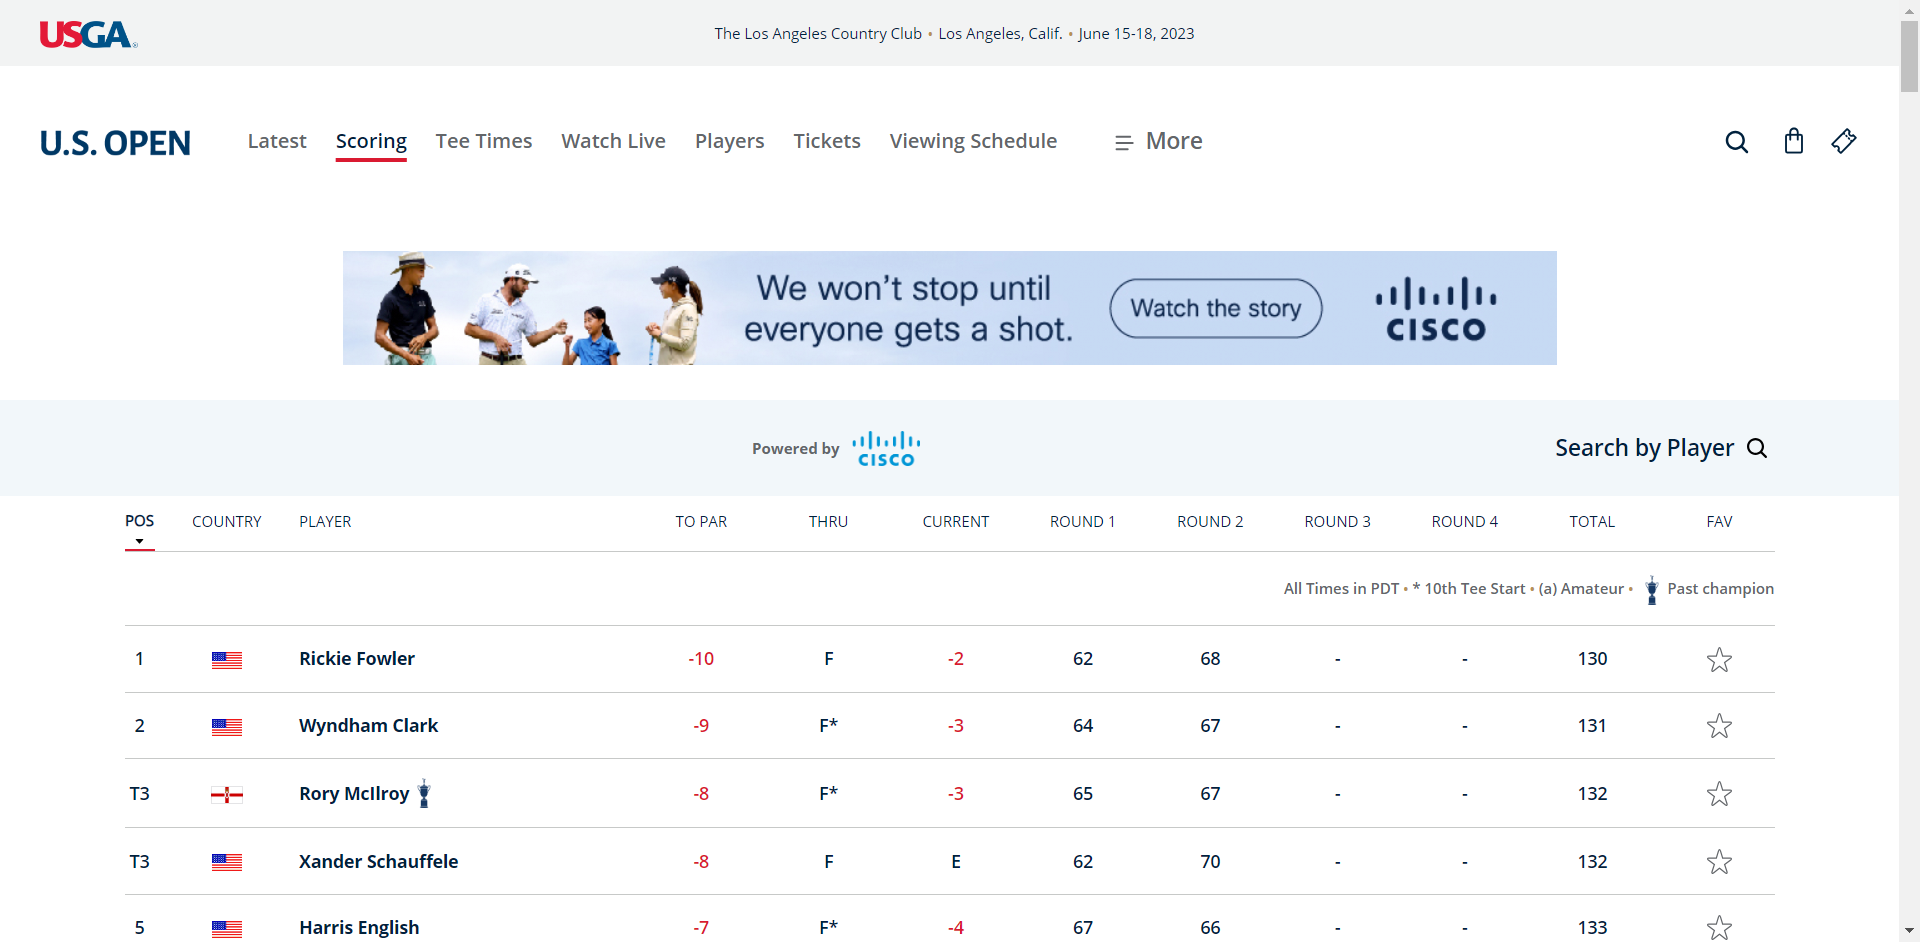 USGA
The Los Angeles Country Club • Los Angeles, Calif. • June 15-18, 2023
U.S. OPEN Latest Scoring Tee Times Watch Live Players Tickets Viewing Schedule More
We won't stop until
everyone gets a shot.
Watch the story
CISCO
Powered by CISCO Search by Player
POS COUNTRY PLAYER TO PAR THRU CURRENT ROUND 1 ROUND 2 ROUND 3 ROUND 4 TOTAL FAV
All Times in PDT • * 10th Tee Start • (a) Amateur • Past champion
1 Rickie Fowler -10 F -2 62 68 - - 130
2 Wyndham Clark -9 F* -3 64 67 - - 131
T3 Rory McIlroy -8 F* -3 65 67 - - 132
T3 Xander Schauffele -8 F E 62 70 - - 132
5 Harris English -7 F* -4 67 66 - - 133